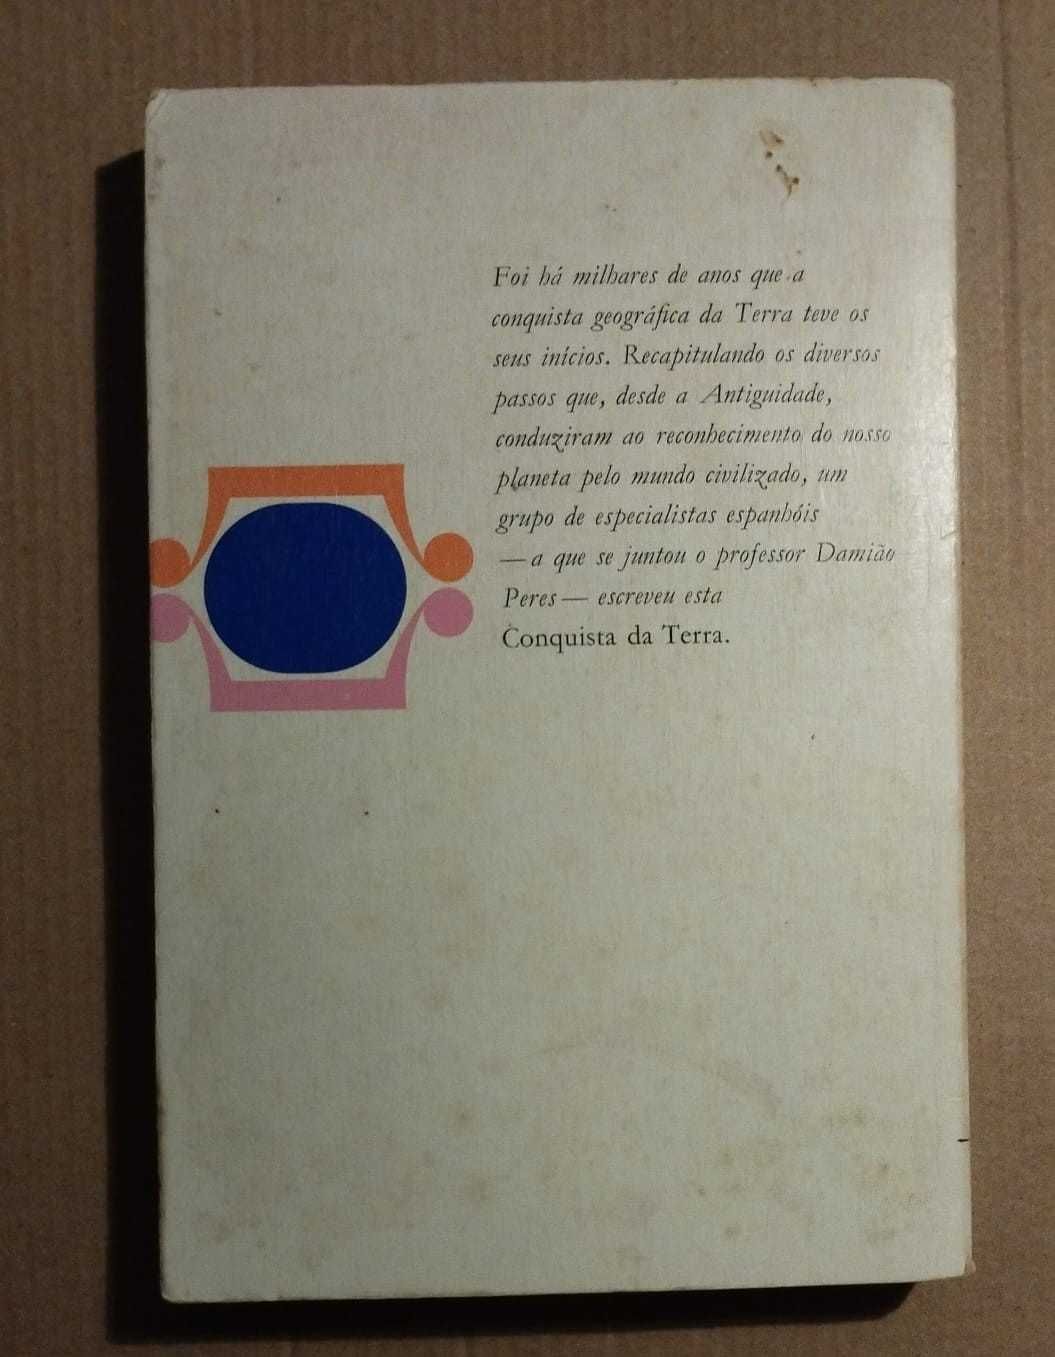 Foi há milhares de anos que a
conquista geográfica da Terra teve os
seus inícios. Recapitulando os diversos
passos que, desde a Antiguidade,
conduziram ao reconhecimento do nosso
planeta pelo mundo civilizado, um
grupo de especialistas espanhóis
— a que se juntou o professor Damião
Peres — escreveu esta
Conquista da Terra.